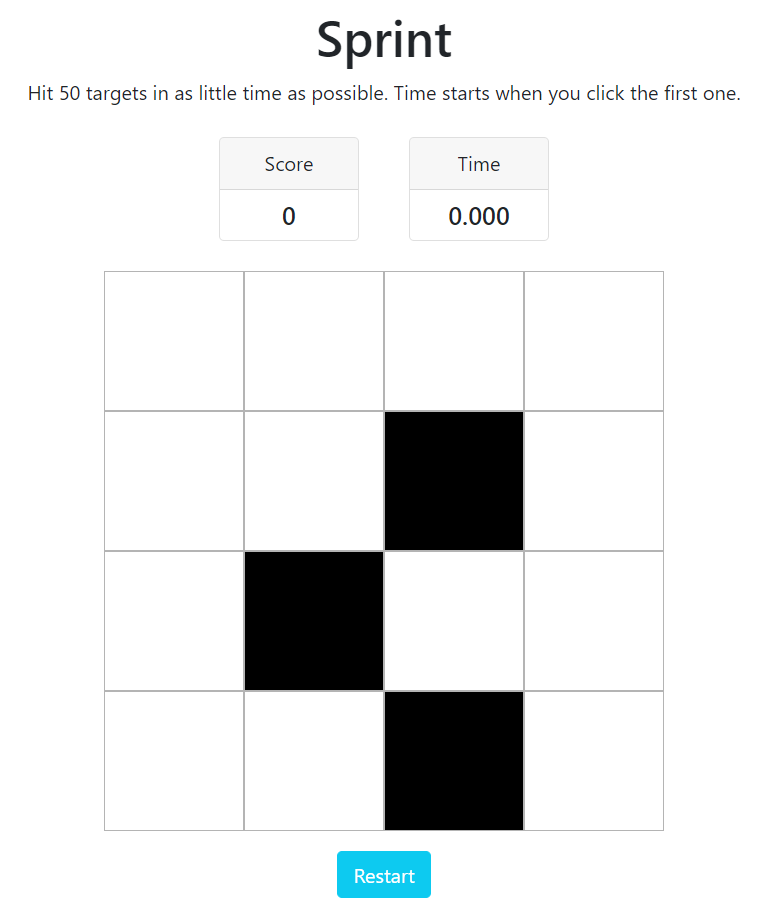 Sprint
Hit 50 targets in as little time as possible. Time starts when you click the first one.
Score
Time
0
0.000
Restart